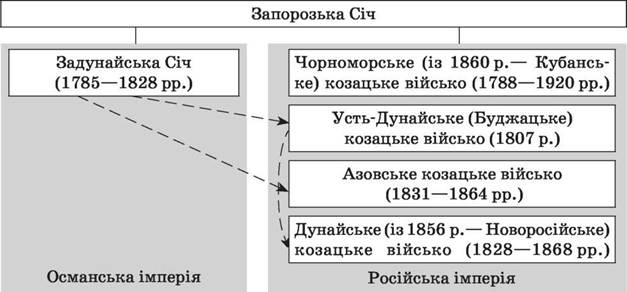 Запорозька Січ
Задунайська Січ
(1785—1828 рр.)
Османська імперія
Чорноморське (із 1860 р.— Кубансь-
ке) козацьке військо (1788—1920 рр.)
Усть-Дунайське (Буджацьке)
козацьке військо (1807 р.)
Азовське козацьке військо
(1831—1864 рр.)
Дунайське (із 1856 р.— Новоросійське)
козацьке військо (1828—1868 рр.)
Російська імперія